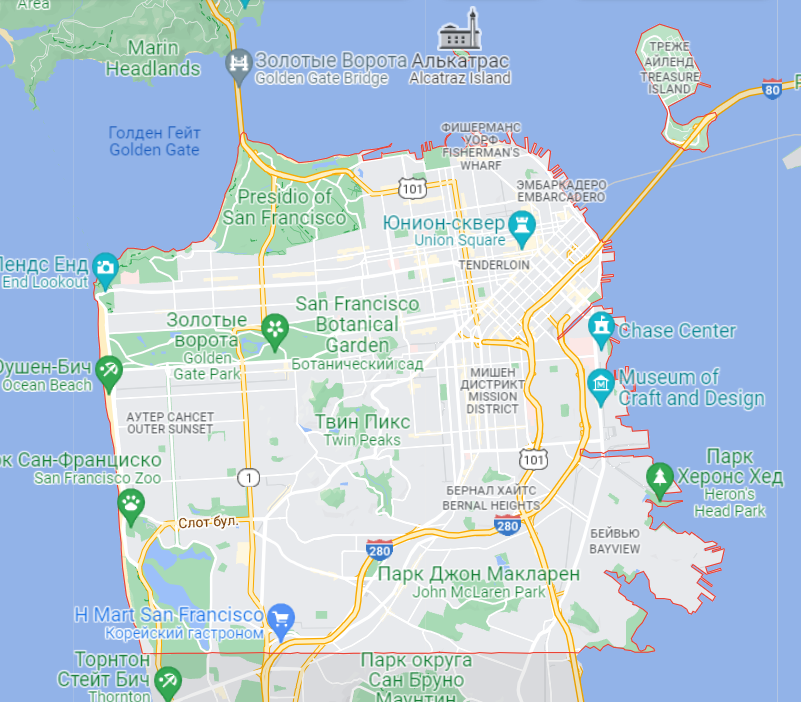 Area
Marin
Headlands
Золотые Ворота
Golden Gate Bridge
Алькатрас
Alcatraz Island
ТРЕЖЕ
АЙЛЕНД
TREASURE
ISLAND
80
Голден Гейт
Golden Gate
ФИШЕРМАНС
УОРФ
FISHERMAN'S
WHARF
101
Presidio of
San Francisco
ЭМБАРКАДЕРО
EMBARCADERO
Юнион-сквер
Union Square
TENDERLOIN
Лендс Енд
End Lookout
San Francisco
Botanical
Garden
Ботанический сад
Золотые
ворота
Golden
Gate Park
Chase Center
Оушен-Бич
Ocean Beach
Museum of
Craft and Design
МИШЕН
ДИСТРИКТ
MISSION
DISTRICT
АУТЕР САНСЕТ
OUTER SUNSET
Твин Пикс
Twin Peaks
рк Сан-Франциско
San Francisco Zoo
1
101
Парк
Херонс Хед
Heron's
Head Park
БЕРНАЛ ХАЙТС
BERNAL HEIGHTS
Слот бул.
280
280
БЕЙВЬЮ
BAYVIEW
Парк Джон Макларен
John McLaren Park
H Mart San Francisco
Корейский гастроном
Торнтон
Стейт Бич
Thornton
Парк округа
Сан Бруно
Маунтин